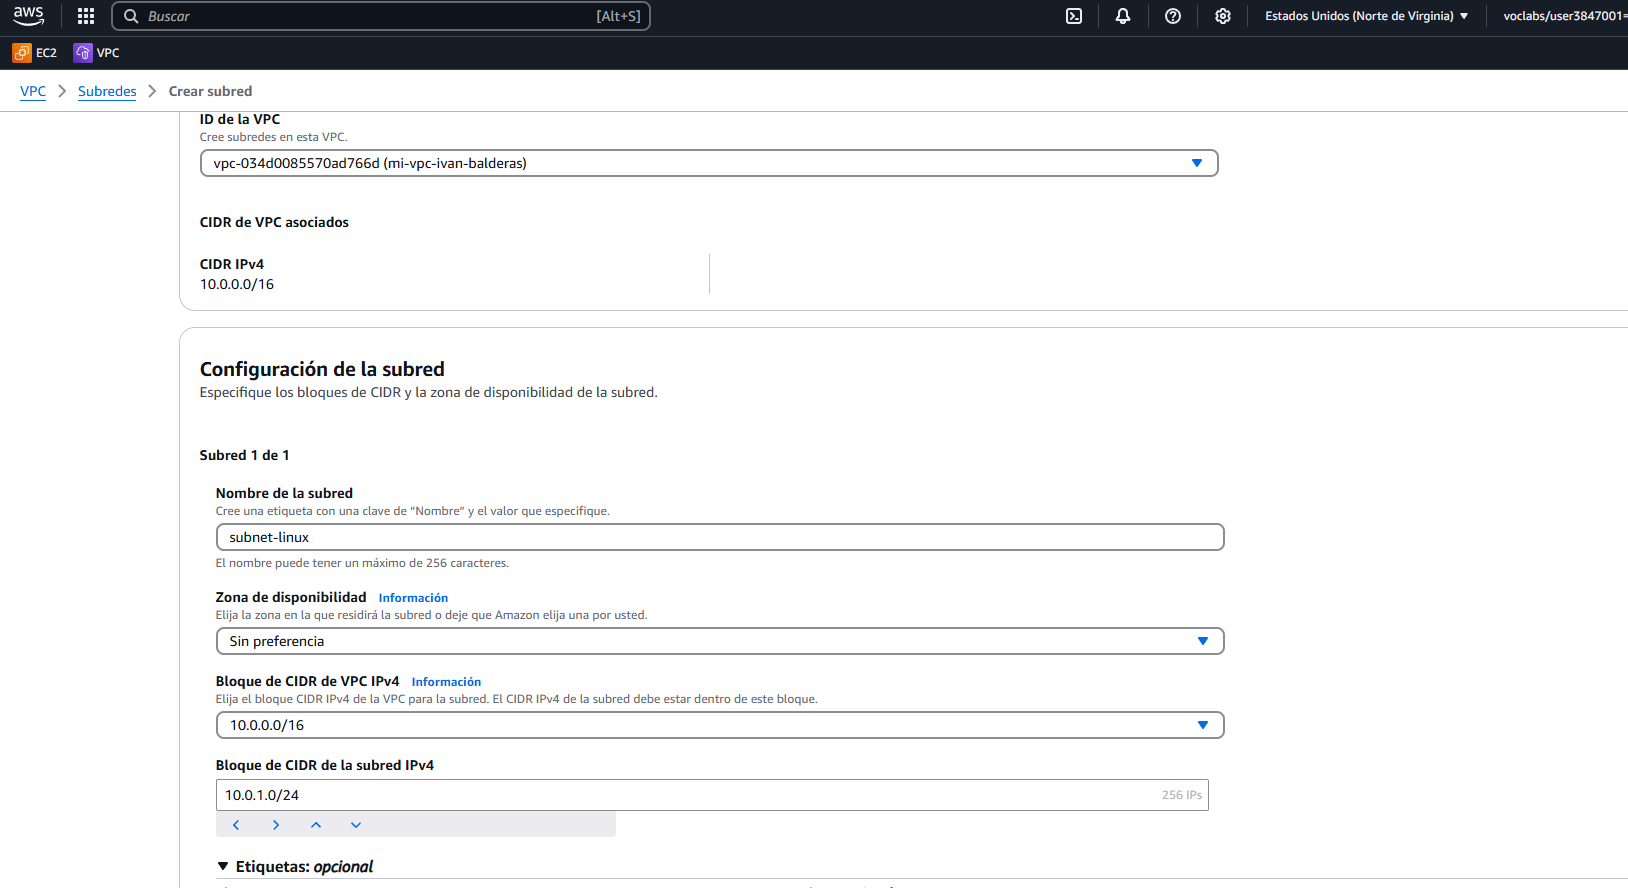 aws
Buscar [Alt+S] Estados Unidos (Norte de Virginia) voclabs/user3847001=
EC2 VPC
VPC Subredes Crear subred
ID de la VPC
Cree subredes en esta VPC.
vpc-034d0085570ad766d (mi-vpc-ivan-balderas)
CIDR de VPC asociados
CIDR IPv4
10.0.0.0/16
Configuración de la subred
Especifique los bloques de CIDR y la zona de disponibilidad de la subred.
Subred 1 de 1
Nombre de la subred
Cree una etiqueta con una clave de “Nombre” y el valor que especifique.
subnet-linux
El nombre puede tener un máximo de 256 caracteres.
Zona de disponibilidad Información
Elija la zona en la que residirá la subred o deje que Amazon elija una por usted.
Sin preferencia
Bloque de CIDR de VPC IPv4 Información
Elija el bloque CIDR IPv4 de la VPC para la subred. El CIDR IPv4 de la subred debe estar dentro de este bloque.
10.0.0.0/16
Bloque de CIDR de la subred IPv4
10.0.1.0/24 256 IPs
Etiquetas: opcional